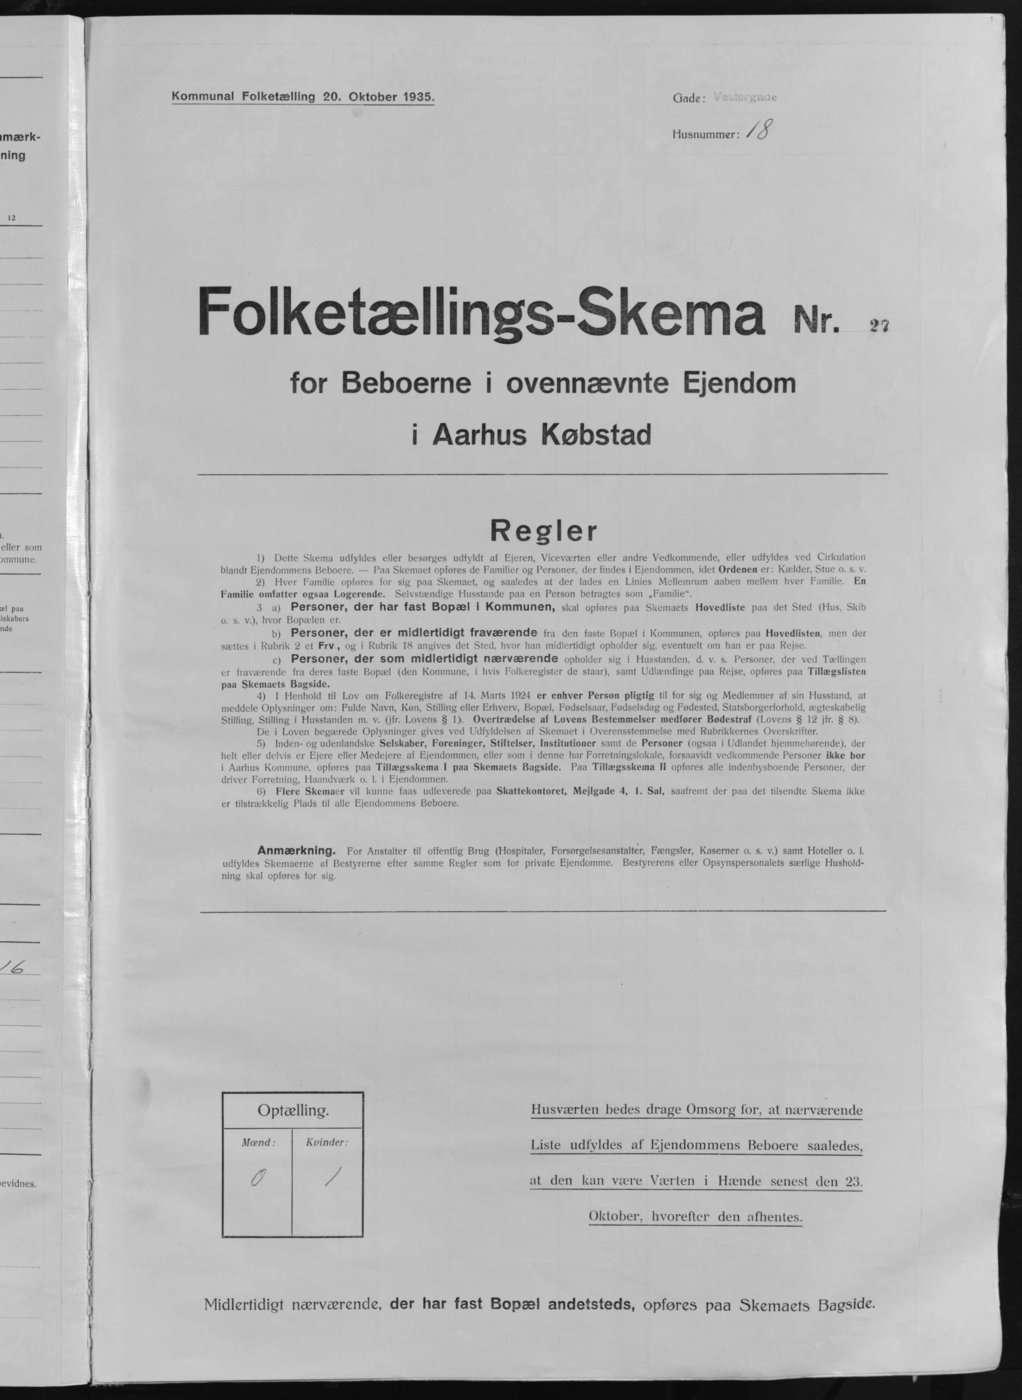 mærk-
ning
12
eller som
ommune.
æl paa
lskabers
nde
16
evidnes.
Kommunal Folketælling 20. Oktober 1935.
Gade: Vestergade
Husnummer: 18
Folketællings-Skema Nr. 27
for Beboerne i ovennævnte Ejendom
i Aarhus Købstad
Regler
1) Dette Skema udfyldes eller besørges udfyldt af Ejeren, Viceværten eller andre Vedkommende, eller udfyldes ved Cirkulation
blandt Ejendommens Beboere. — Paa Skemaet opføres de Familier og Personer, der findes i Ejendommen, idet Ordenen er: Kælder, Stue o. s. v.
2) Hver Familie opføres for sig paa Skemaet, og saaledes at der lades en Linies Mellemrum aaben mellem hver Familie. En
Familie omfatter ogsaa Logerende. Selvstændige Husstande paa en Person betragtes som „Familie“.
3 a) Personer, der har fast Bopæl i Kommunen, skal opføres paa Skemaets Hovedliste paa det Sted (Hus, Skib
o. s. v.), hvor Bopælen er.
b) Personer, der er midlertidigt fraværende fra den faste Bopæl i Kommunen, opføres paa Hovedlisten, men der
sættes i Rubrik 2 et Frv., og i Rubrik 18 angives det Sted, hvor han midlertidigt opholder sig, eventuelt om han er paa Rejse.
c) Personer, der som midlertidigt nærværende opholder sig i Husstanden, d. v. s. Personer, der ved Tællingen
er fraværende fra deres faste Bopæl (den Kommune, i hvis Folkeregister de staar), samt Udlændinge paa Rejse, opføres paa Tillægslisten
paa Skemaets Bagside.
4) I Henhold til Lov om Folkeregistre af 14. Marts 1924 er enhver Person pligtig til for sig og Medlemmer af sin Husstand, at
meddele Oplysninger om: Fulde Navn, Køn, Stilling eller Erhverv, Bopæl, Fødselsaar, Fødselsdag og Fødested, Statsborgerforhold, ægteskabelig
Stilling, Stilling i Husstanden m. v. (jfr. Lovens § 1). Overtrædelse af Lovens Bestemmelser medfører Bødestraf (Lovens § 12 jfr. § 8).
De i Loven begærede Oplysninger gives ved Udfyldelsen af Skemaet i Overensstemmelse med Rubrikkernes Overskrifter.
5) Inden- og udenlandske Selskaber, Foreninger, Stiftelser, Institutioner samt de Personer (ogsaa i Udlandet hjemmehørende), der
helt eller delvis er Ejere eller Medejere af Ejendommen, eller som i denne har Forretningslokale, forsaavidt vedkommende Personer ikke bor
i Aarhus Kommune, opføres paa Tillægsskema I paa Skemaets Bagside. Paa Tillægsskema II opføres alle indenbysboende Personer, der
driver Forretning, Haandværk o. l. i Ejendommen.
6) Flere Skemaer vil kunne faas udleverede paa Skattekontoret, Mejlgade 4, 1. Sal, saafremt der paa det tilsendte Skema ikke
er tilstrækkelig Plads til alle Ejendommens Beboere.
Anmærkning. For Anstalter til offentlig Brug (Hospitaler, Forsørgelsesanstalter, Fængsler, Kaserner o. s. v.) samt Hoteller o. l.
udfyldes Skemaerne af Bestyrerne efter samme Regler som for private Ejendomme. Bestyrerens eller Opsynspersonalets særlige Hushold-
ning skal opføres for sig.
Optælling.
Mænd: Kvinder:
0 1
Husværten bedes drage Omsorg for, at nærværende
Liste udfyldes af Ejendommens Beboere saaledes,
at den kan være Værten i Hænde senest den 23.
Oktober, hvorefter den afhentes.
Midlertidigt nærværende, der har fast Bopæl andetsteds, opføres paa Skemaets Bagside.